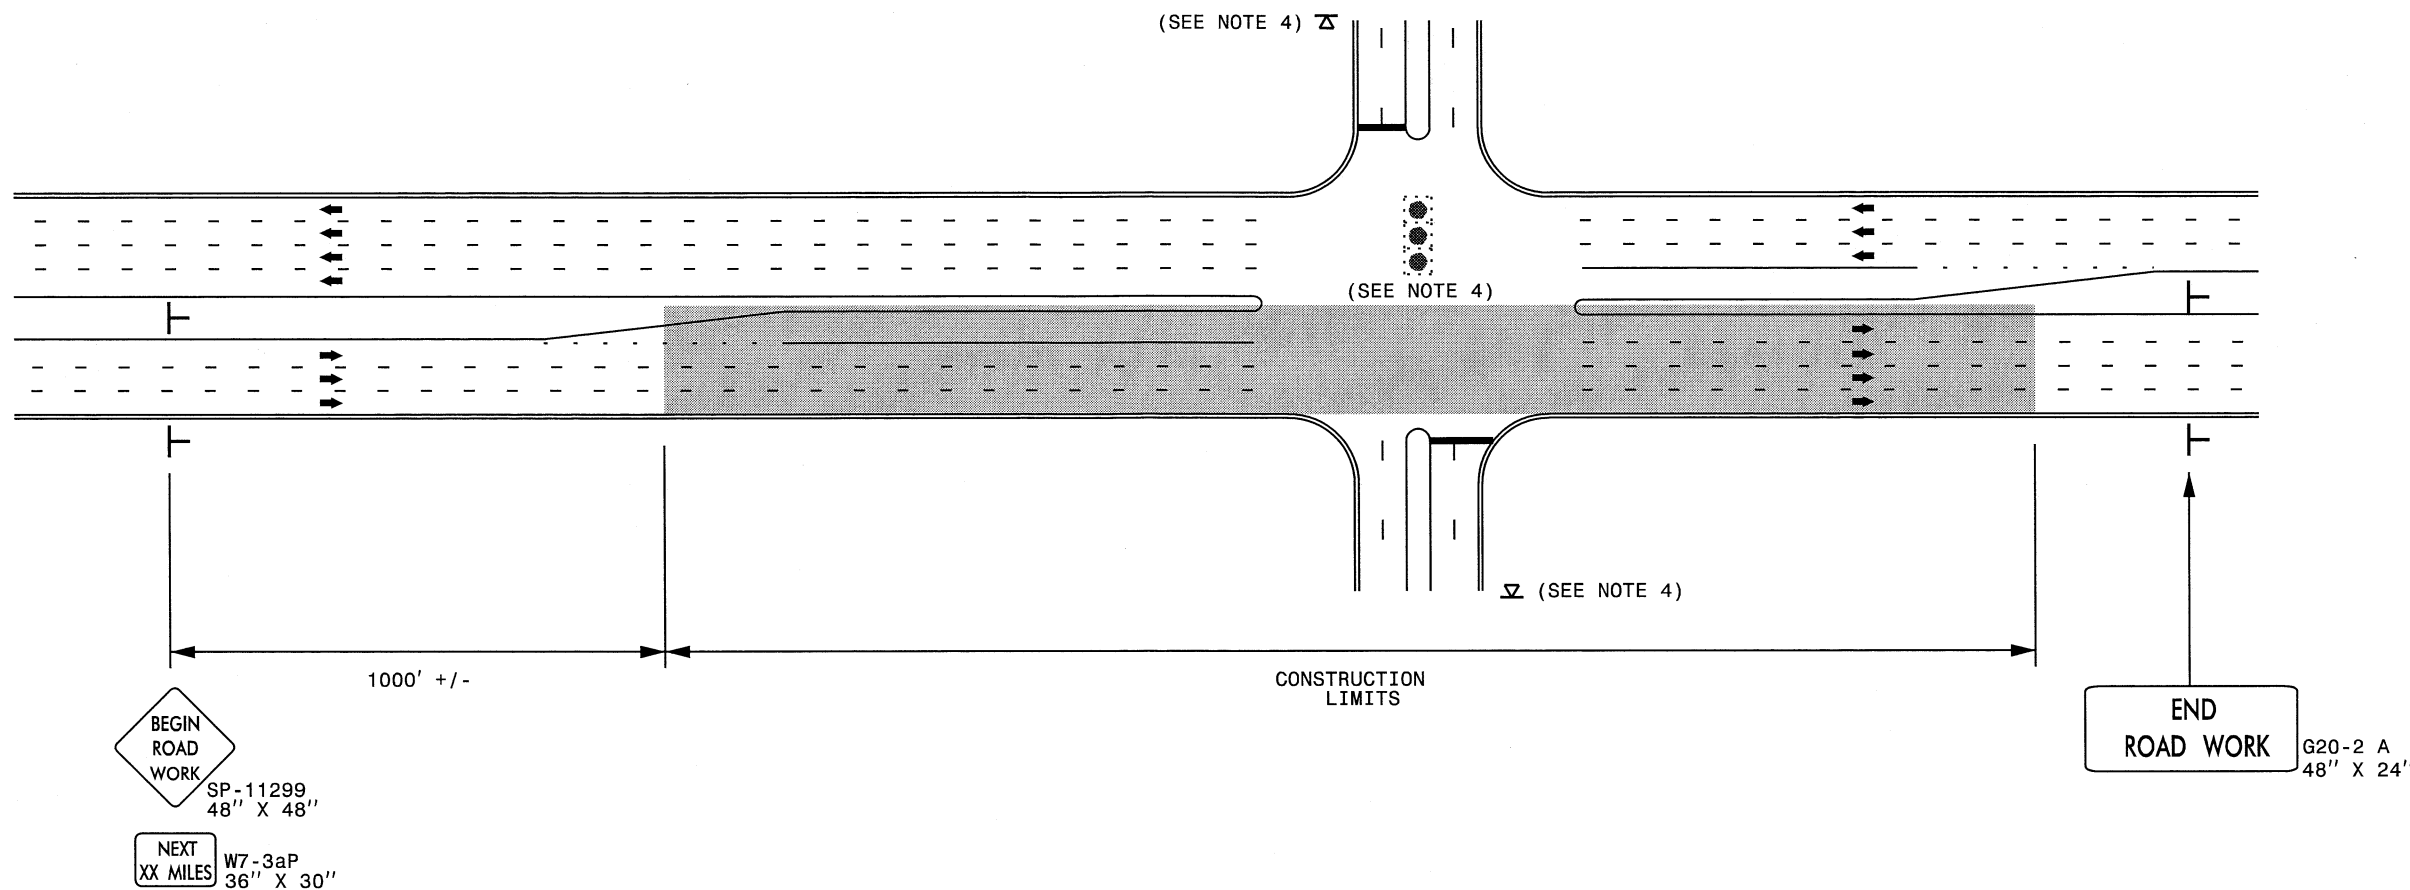 (SEE NOTE 4)
(SEE NOTE 4)
(SEE NOTE 4)
1000' +/-
CONSTRUCTION
LIMITS
BEGIN
ROAD
WORK
SP-11299
48" X 48"
NEXT
XX MILES
W7-3aP
36" X 30"
END
ROAD WORK
G20-2 A
48" X 24"